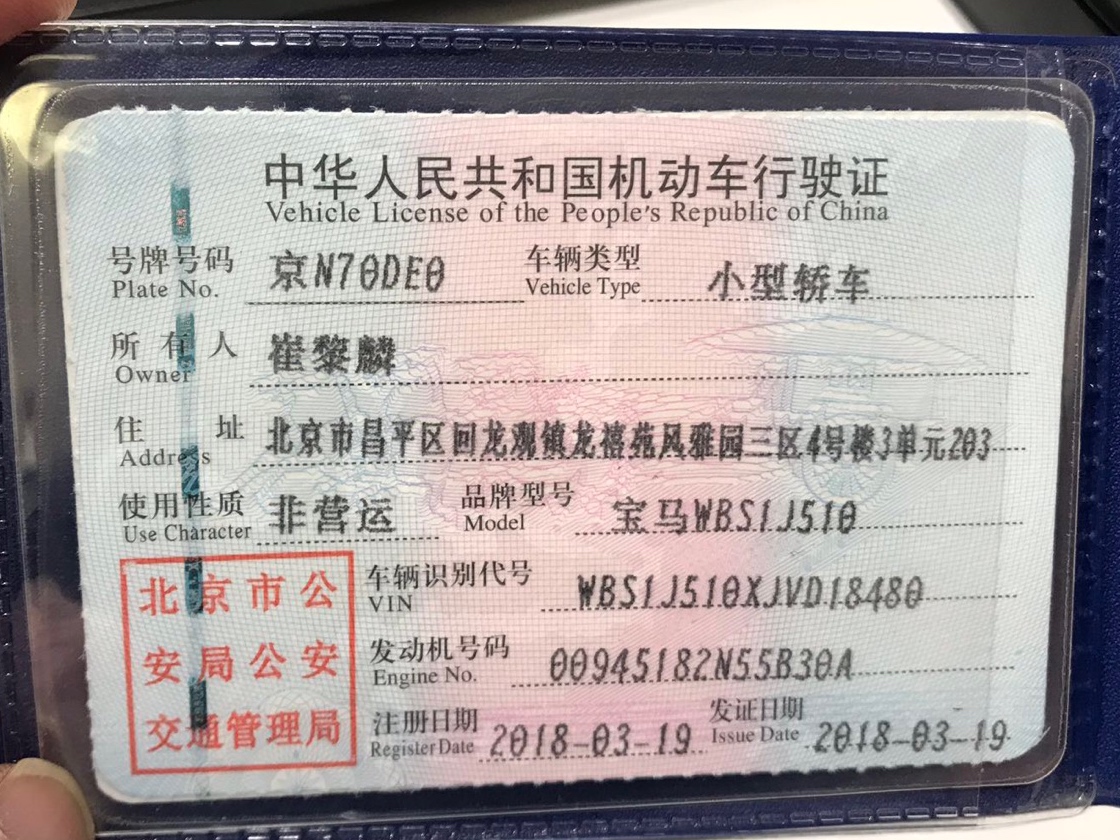 中华人民共和国机动车行驶证
Vehicle License of the People's Republic of China
号牌号码 京N70DE0 车辆类型 小型轿车
Plate No. Vehicle Type
所有人 崔黎麟
Owner
住址 北京市昌平区回龙观镇龙禧苑风雅园三区4号楼3单元203
Address
使用性质 非营运 品牌型号 宝马WBS1J510
Use Character Model
北京市公
安局公安
交通管理局
车辆识别代号 WBS1J510XJVD18480
VIN
发动机号码 00945182N55B30A
Engine No.
注册日期 2018-03-19 发证日期 2018-03-19
Register Date Issue Date